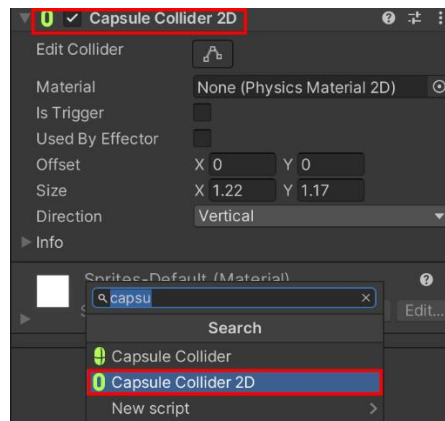 Capsule Collider 2D
Edit Collider
Material None (Physics Material 2D)
Is Trigger
Used By Effector
Offset X 0 Y 0
Size X 1.22 Y 1.17
Direction Vertical
Info
Sprites-Default (Material)
Edit...
capsu
Search
Capsule Collider
Capsule Collider 2D
New script